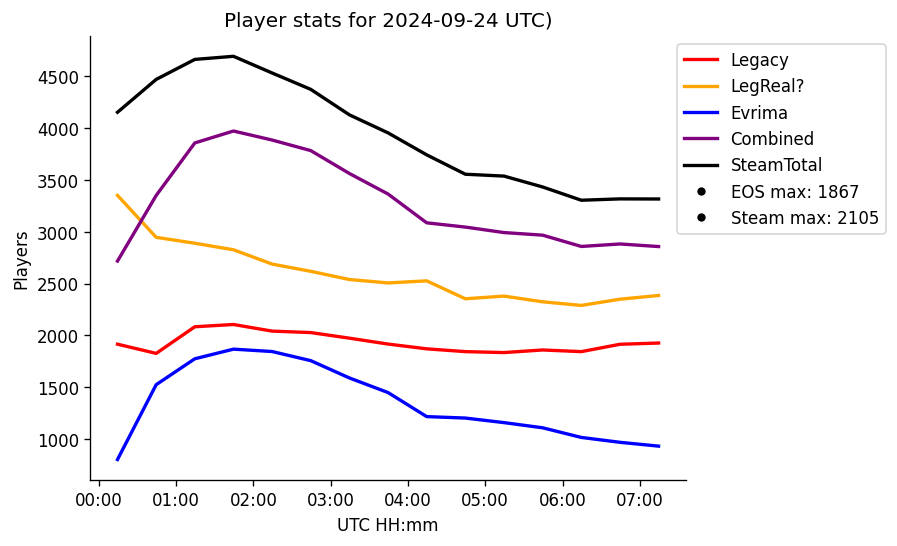 Player stats for 2024-09-24 UTC)
Legacy
LegReal?
Evrima
Combined
SteamTotal
EOS max: 1867
Steam max: 2105
Players
4500
4000
3500
3000
2500
2000
1500
1000
00:00 01:00 02:00 03:00 04:00 05:00 06:00 07:00
UTC HH:mm